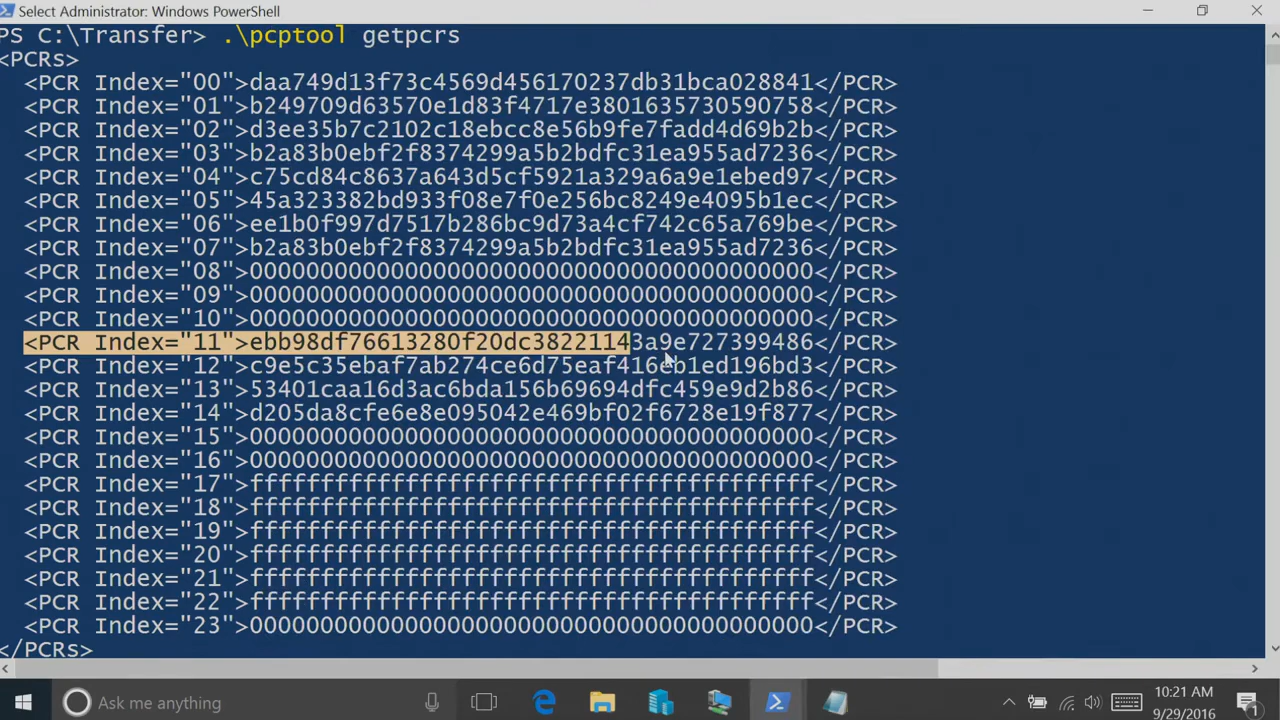 Select Administrator: Windows PowerShell
PS C:\Transfer> .\pcptool getpcrs
<PCRs>
<PCR Index="00">daa749d13f73c4569d456170237db31bca028841</PCR>
<PCR Index="01">b249709d63570e1d83f4717e3801635730590758</PCR>
<PCR Index="02">d3ee35b7c2102c18ebcc8e56b9fe7fadd4d69b2b</PCR>
<PCR Index="03">b2a83b0ebf2f8374299a5b2bdfc31ea955ad7236</PCR>
<PCR Index="04">c75cd84c8637a643d5cf5921a329a6a9e1ebed97</PCR>
<PCR Index="05">45a323382bd933f08e7f0e256bc8249e4095b1ec</PCR>
<PCR Index="06">ee1b0f997d7517b286bc9d73a4cf742c65a769be</PCR>
<PCR Index="07">b2a83b0ebf2f8374299a5b2bdfc31ea955ad7236</PCR>
<PCR Index="08">0000000000000000000000000000000000000000</PCR>
<PCR Index="09">0000000000000000000000000000000000000000</PCR>
<PCR Index="10">0000000000000000000000000000000000000000</PCR>
<PCR Index="11">ebb98df76613280f20dc38221143a9e727399486</PCR>
<PCR Index="12">c9e5c35ebaf7ab274ce6d75eaf416eb1ed196bd3</PCR>
<PCR Index="13">53401caa16d3ac6bda156b69694dfc459e9d2b86</PCR>
<PCR Index="14">d205da8cfe6e8e095042e469bf02f6728e19f877</PCR>
<PCR Index="15">0000000000000000000000000000000000000000</PCR>
<PCR Index="16">0000000000000000000000000000000000000000</PCR>
<PCR Index="17">ffffffffffffffffffffffffffffffffffffffff</PCR>
<PCR Index="18">ffffffffffffffffffffffffffffffffffffffff</PCR>
<PCR Index="19">ffffffffffffffffffffffffffffffffffffffff</PCR>
<PCR Index="20">ffffffffffffffffffffffffffffffffffffffff</PCR>
<PCR Index="21">ffffffffffffffffffffffffffffffffffffffff</PCR>
<PCR Index="22">ffffffffffffffffffffffffffffffffffffffff</PCR>
<PCR Index="23">0000000000000000000000000000000000000000</PCR>
</PCRs>
Ask me anything
10:21 AM
9/29/2016
1